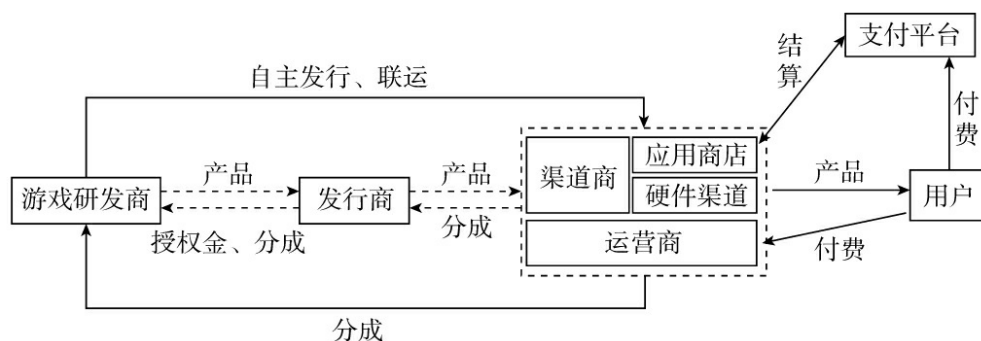 支付平台
结算
付费
自主发行、联运
渠道商
应用商店
硬件渠道
产品
产品
产品
游戏研发商
发行商
用户
授权金、分成
分成
运营商
付费
分成